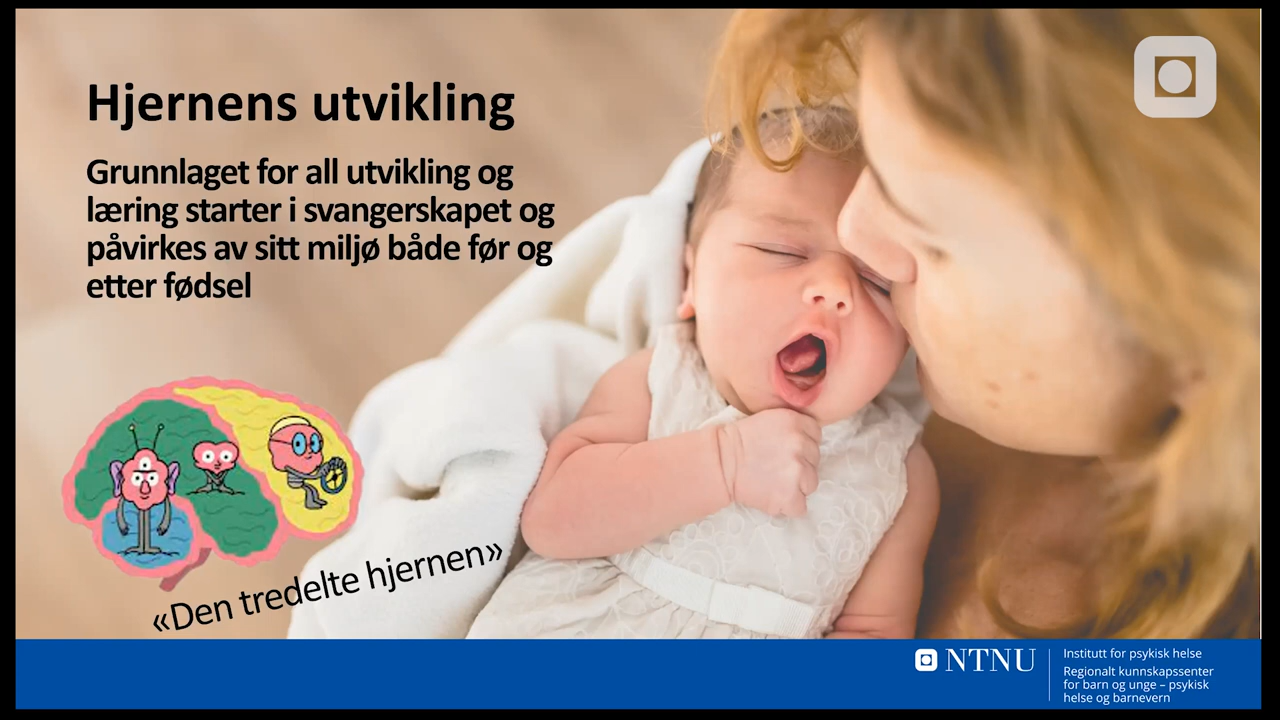 Hjernens utvikling
Grunnlaget for all utvikling og
læring starter i svangerskapet og
påvirkes av sitt miljø både før og
etter fødsel
«Den tredelte hjernen»
NTNU
Institutt for psykisk helse
Regionalt kunnskapssenter
for barn og unge – psykisk
helse og barnevern